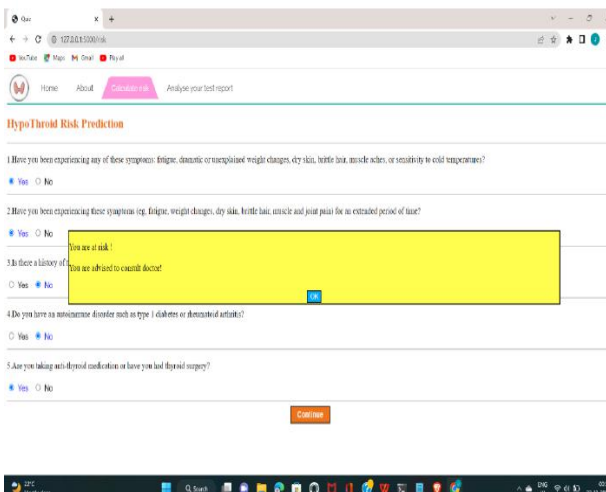 Quiz
127.0.0.1:5000/risk
YouTube Maps Gmail Play all
Home About Calculate risk Analyse your test report
HypoThroid Risk Prediction
1.Have you been experiencing any of these symptoms: fatigue, dramatic or unexplained weight changes, dry skin, brittle hair, muscle aches, or sensitivity to cold temperatures?
Yes No
2.Have you been experiencing these symptoms (eg, fatigue, weight changes, dry skin, brittle hair, muscle and joint pain) for an extended period of time?
Yes No
You are at risk !
3.Is there a history of
You are advised to consult doctor!
Yes No
OK
4.Do you have an autoimmune disorder such as type 1 diabetes or rheumatoid arthritis?
Yes No
5.Are you taking anti-thyroid medication or have you had thyroid surgery?
Yes No
Continue
22°C
Search
ENG